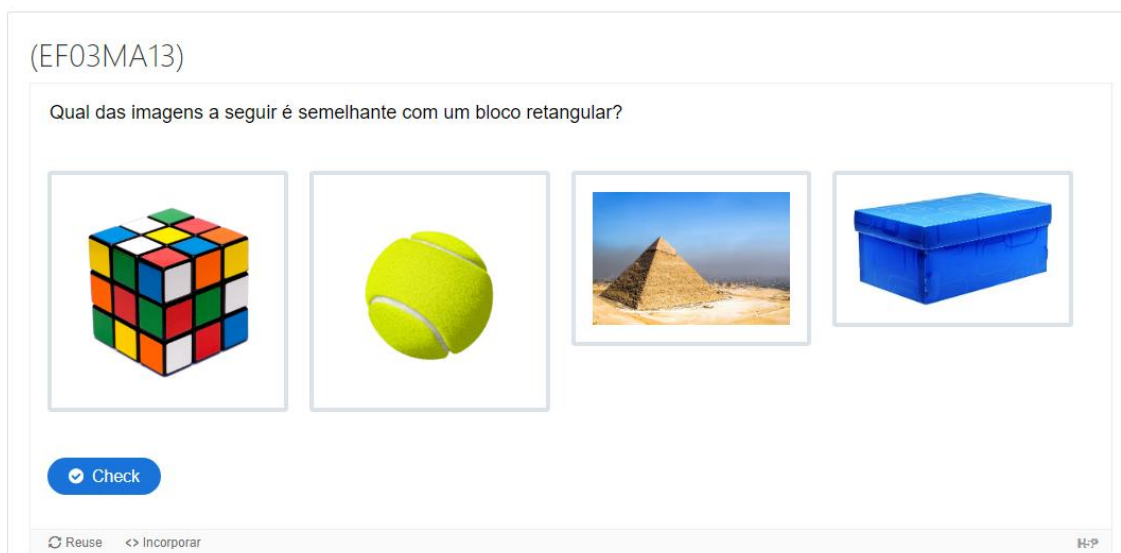 (EF03MA13)
Qual das imagens a seguir é semelhante com um bloco retangular?
Check
Reuse <> Incorporar
H-P